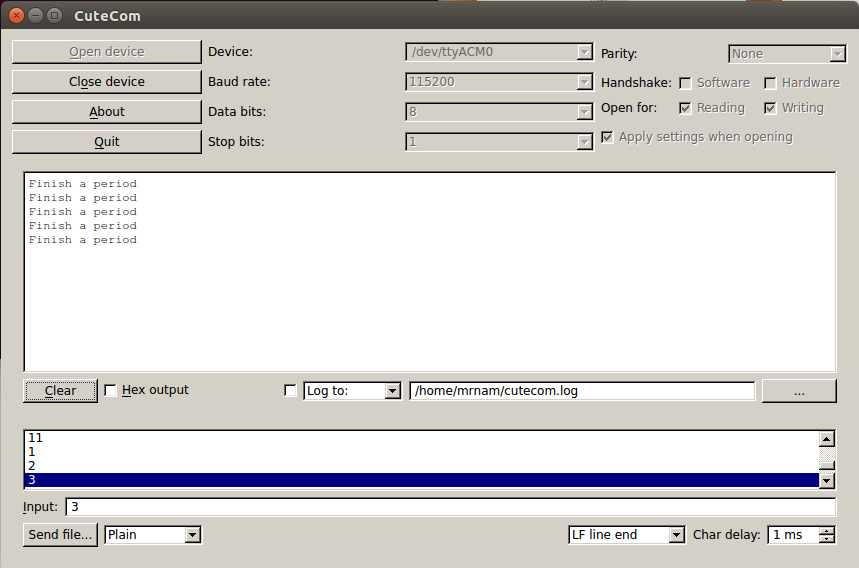 CuteCom
Open device
Device:
/dev/ttyACM0
Parity:
None
Close device
Baud rate:
115200
Handshake:
Software
Hardware
About
Data bits:
8
Open for:
Reading
Writing
Quit
Stop bits:
1
Apply settings when opening
Finish a period
Finish a period
Finish a period
Finish a period
Finish a period
Clear
Hex output
Log to:
/home/mrnam/cutecom.log
...
11
1
2
3
Input:
3
Send file...
Plain
LF line end
Char delay:
1 ms